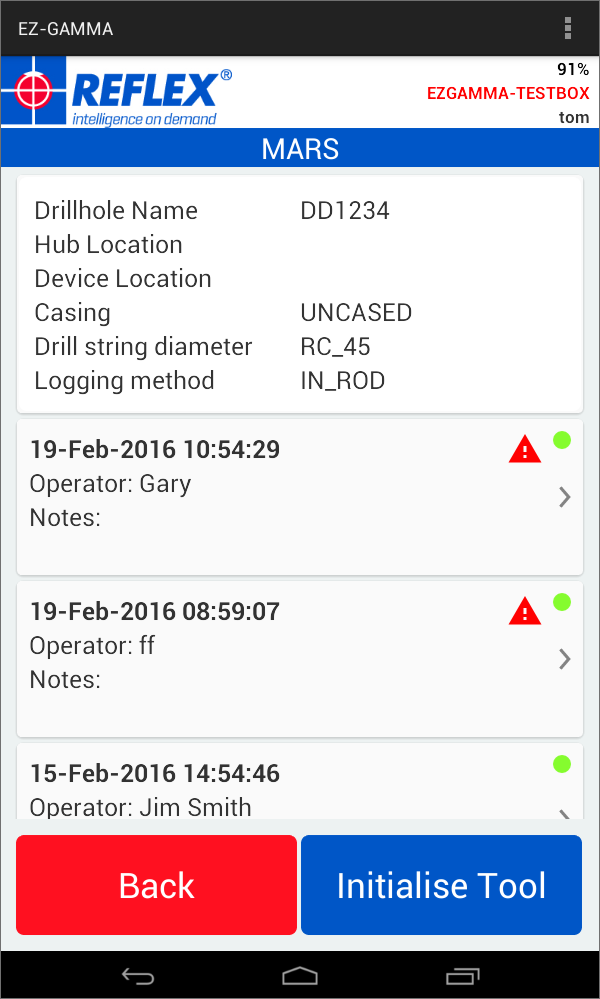 EZ-GAMMA
REFLEX®
intelligence on demand
91%
EZGAMMA-TESTBOX
tom
MARS
Drillhole Name DD1234
Hub Location
Device Location
Casing UNCASED
Drill string diameter RC_45
Logging method IN_ROD
19-Feb-2016 10:54:29
Operator: Gary
Notes:
19-Feb-2016 08:59:07
Operator: ff
Notes:
15-Feb-2016 14:54:46
Operator: Jim Smith
Back Initialise Tool